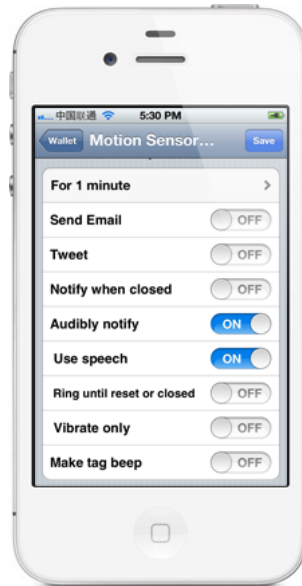 中国联通 5:30 PM
Wallet Motion Sensor... Save
For 1 minute
Send Email OFF
Tweet OFF
Notify when closed OFF
Audibly notify ON
Use speech ON
Ring until reset or closed OFF
Vibrate only OFF
Make tag beep OFF